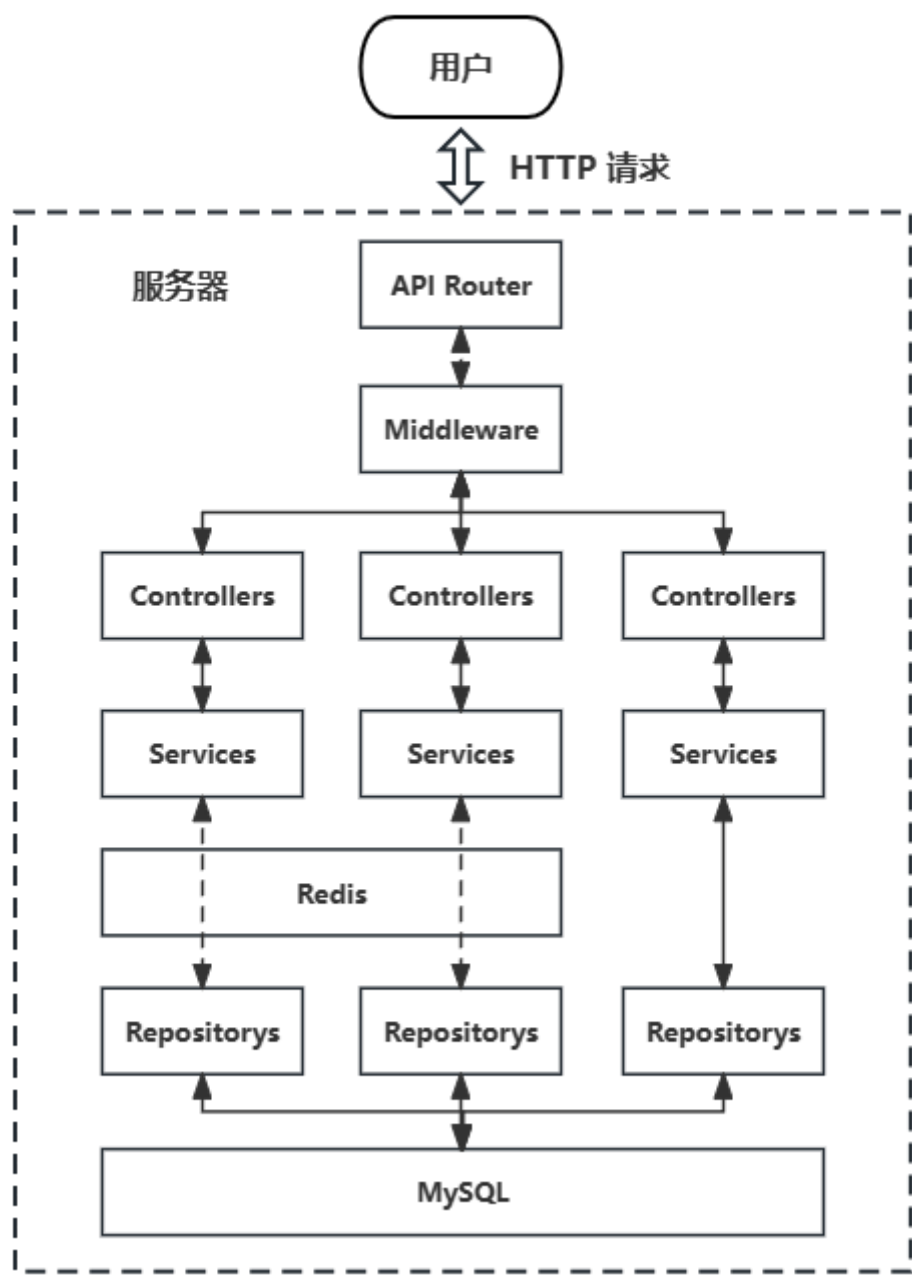 用户
HTTP 请求
服务器
API Router
Middleware
Controllers
Controllers
Controllers
Services
Services
Services
Redis
Repositorys
Repositorys
Repositorys
MySQL